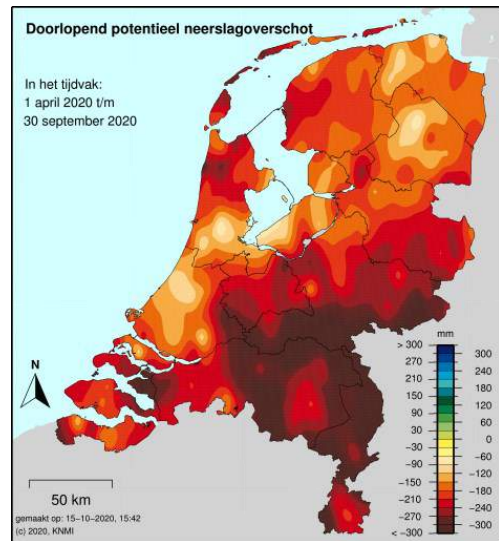 Doorlopend potentieel neerslagoverschot
In het tijdvak:
1 april 2020 t/m
30 september 2020
N
50 km
gemaakt op: 15-10-2020, 15:42
(c) 2020, KNMI
mm
> 300
300
270
240
210
180
150
120
90
60
30
0
-30
-60
-90
-120
-150
-180
-210
-240
-270
-300
< -300